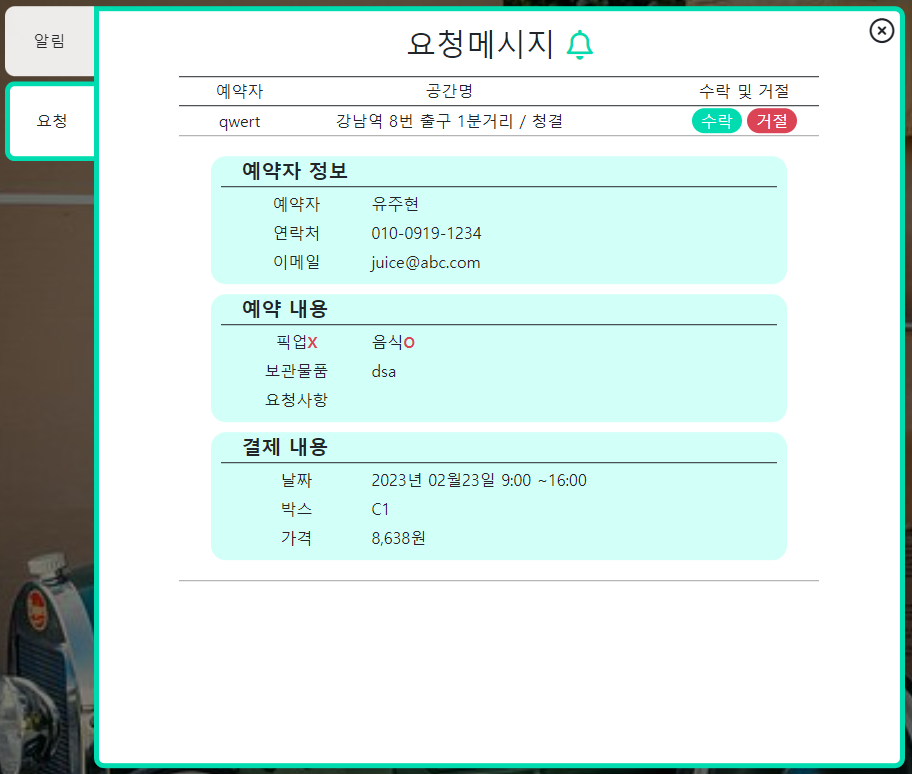 알림
요청
요청메시지
예약자 공간명 수락 및 거절
qwert 강남역 8번 출구 1분거리 / 청결 수락 거절
예약자 정보
예약자 유주현
연락처 010-0919-1234
이메일 juice@abc.com
예약 내용
픽업X 음식O
보관물품 dsa
요청사항
결제 내용
날짜 2023년 02월23일 9:00 ~16:00
박스 C1
가격 8,638원